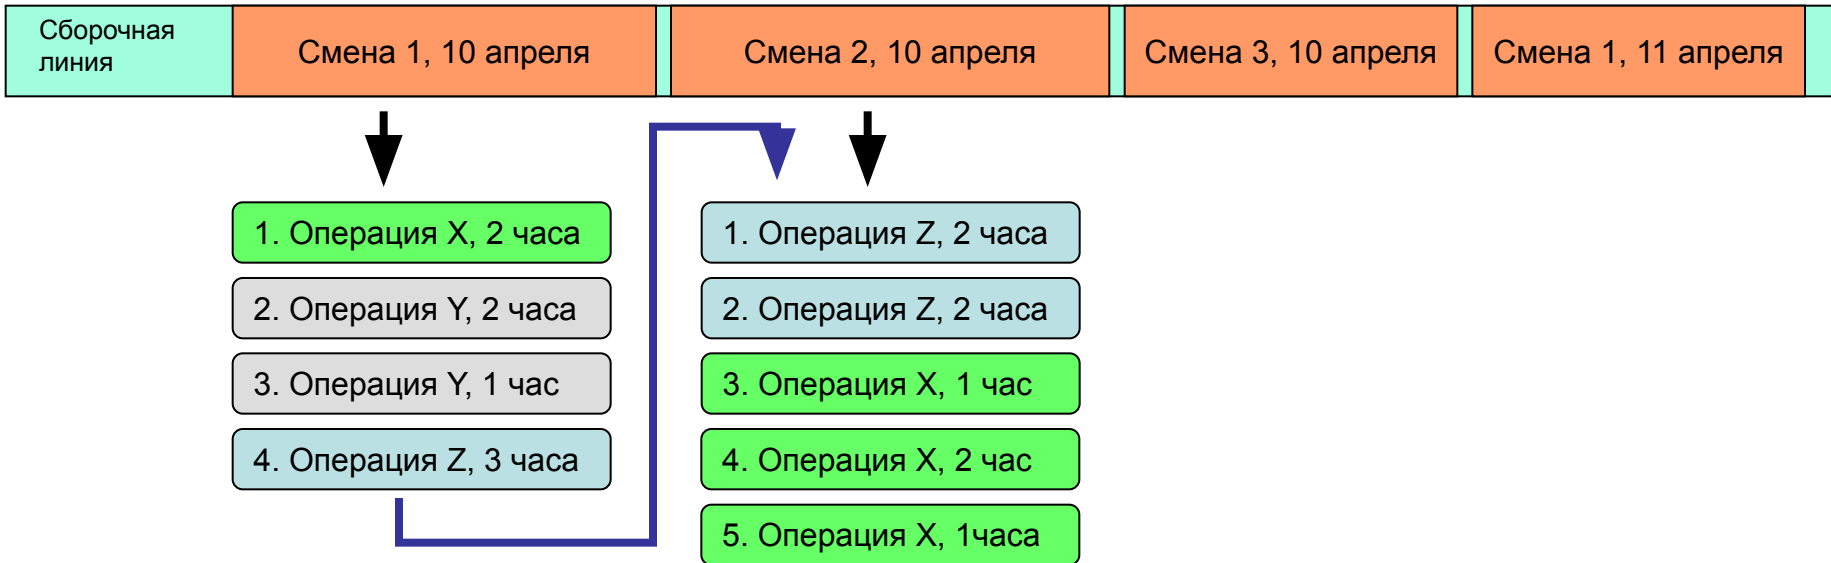 Сборочная
линия
Смена 1, 10 апреля
Смена 2, 10 апреля
Смена 3, 10 апреля
Смена 1, 11 апреля
1. Операция X, 2 часа
2. Операция Y, 2 часа
3. Операция Y, 1 час
4. Операция Z, 3 часа
1. Операция Z, 2 часа
2. Операция Z, 2 часа
3. Операция X, 1 час
4. Операция X, 2 час
5. Операция X, 1часа